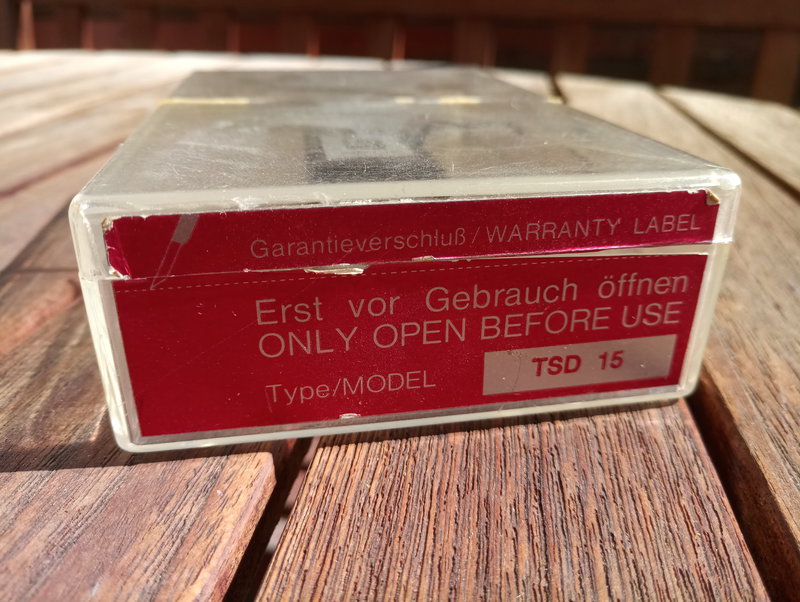 Garantieverschluß / WARRANTY LABEL
Erst vor Gebrauch öffnen
ONLY OPEN BEFORE USE
Type/MODEL TSD 15